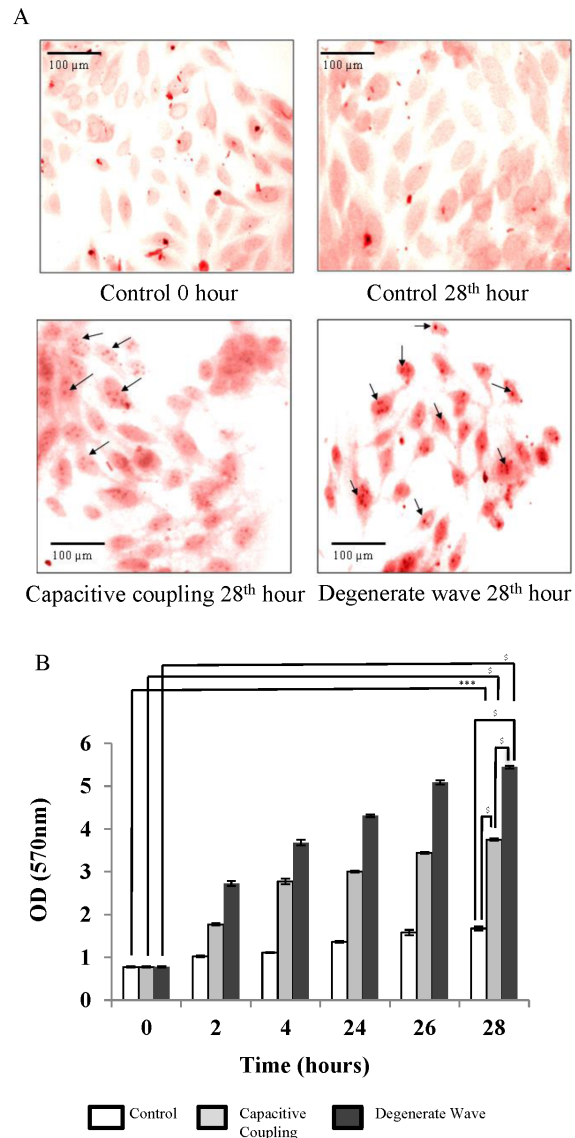 A
100 µm
100 µm
Control 0 hour
Control 28th hour
100 µm
100 µm
Capacitive coupling 28th hour
Degenerate wave 28th hour
B
$
$
***
$
$
$
OD (570nm)
6
5
4
3
2
1
0
0 2 4 24 26 28
Time (hours)
Control
Capacitive
Coupling
Degenerate Wave